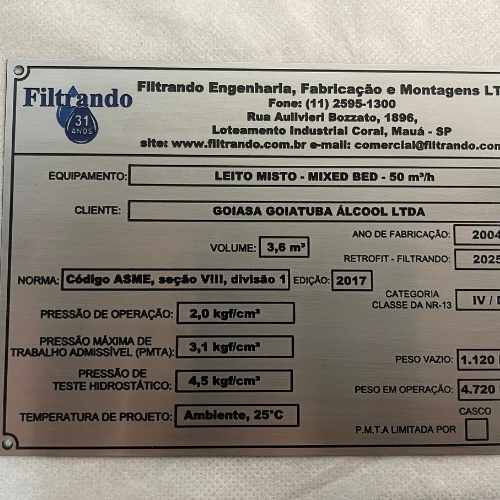 Filtrando
31
ANOS
Filtrando Engenharia, Fabricação e Montagens LT
Fone: (11) 2595-1300
Rua Aulivieri Bozzato, 1896,
Loteamento Industrial Coral, Mauá - SP
site: www.filtrando.com.br e-mail: comercial@filtrando.com
EQUIPAMENTO: LEITO MISTO - MIXED BED - 50 m³/h
CLIENTE: GOIASA GOIATUBA ÁLCOOL LTDA
ANO DE FABRICAÇÃO: 2004
VOLUME: 3,6 m³
RETROFIT - FILTRANDO: 2025
NORMA: Código ASME, seção VIII, divisão 1 EDIÇÃO: 2017
CATEGORIA
CLASSE DA NR-13 IV / D
PRESSÃO DE OPERAÇÃO: 2,0 kgf/cm²
PRESSÃO MÁXIMA DE
TRABALHO ADMISSÍVEL (PMTA): 3,1 kgf/cm²
PESO VAZIO: 1.120
PRESSÃO DE
TESTE HIDROSTÁTICO: 4,5 kgf/cm²
PESO EM OPERAÇÃO: 4.720
TEMPERATURA DE PROJETO: Ambiente, 25°C
CASCO
P.M.T.A LIMITADA POR